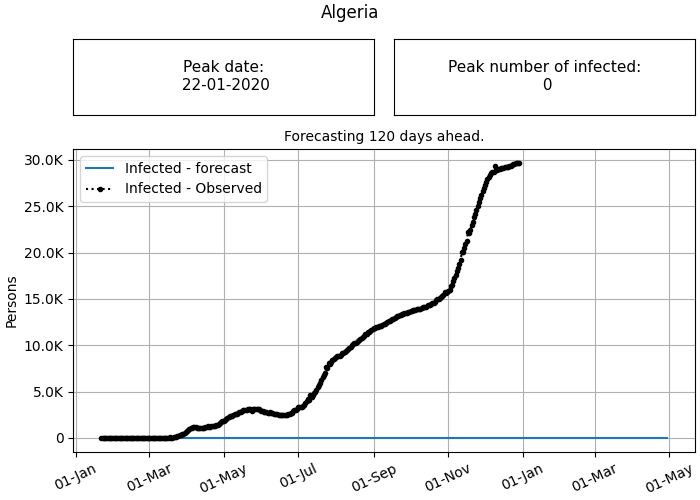 Algeria
Peak date:
22-01-2020
Peak number of infected:
0
Forecasting 120 days ahead.
Infected - forecast
Infected - Observed
30.0K
25.0K
20.0K
15.0K
10.0K
5.0K
0
Persons
01-Jan 01-Mar 01-May 01-Jul 01-Sep 01-Nov 01-Jan 01-Mar 01-May